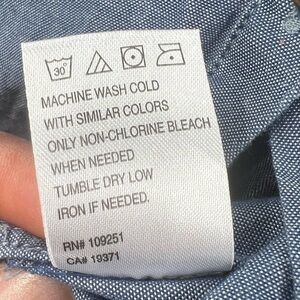 30°
MACHINE WASH COLD
WITH SIMILAR COLORS
ONLY NON-CHLORINE BLEACH
WHEN NEEDED
TUMBLE DRY LOW
IRON IF NEEDED.
RN# 109251
CA# 19371